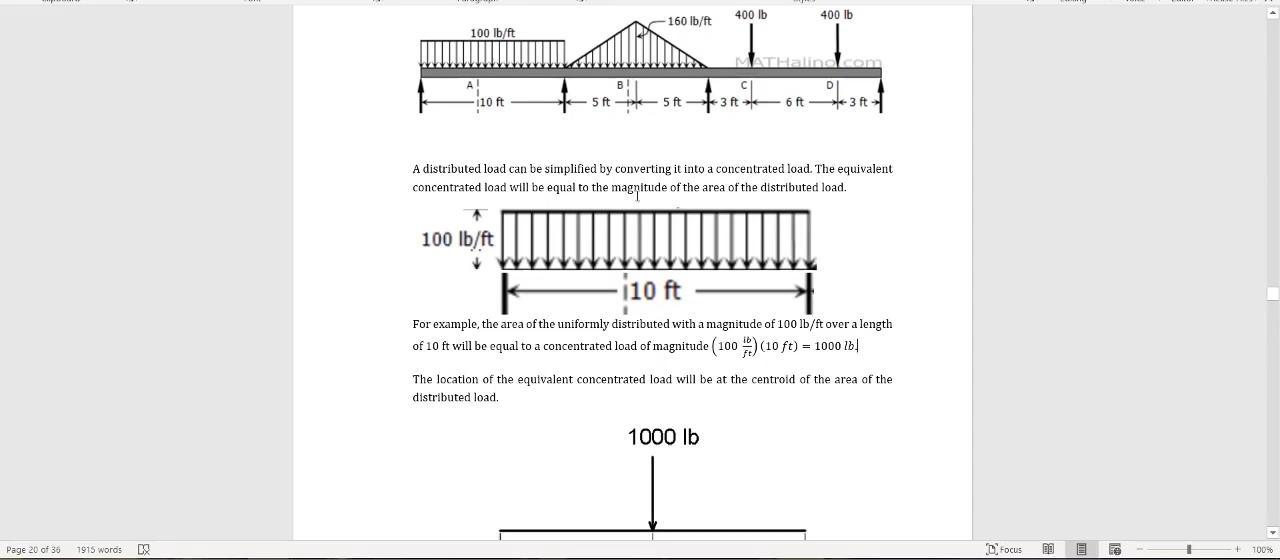 160 lb/ft
400 lb
400 lb
100 lb/ft
MATHalino.com
A
B
C
D
10 ft
5 ft
5 ft
3 ft
6 ft
3 ft
A distributed load can be simplified by converting it into a concentrated load. The equivalent
concentrated load will be equal to the magnitude of the area of the distributed load.
100 lb/ft
10 ft
For example, the area of the uniformly distributed with a magnitude of 100 lb/ft over a length
of 10 ft will be equal to a concentrated load of magnitude (100 lb/ft)(10 ft) = 1000 lb.
The location of the equivalent concentrated load will be at the centroid of the area of the
distributed load.
1000 lb
Page 20 of 36 1915 words
Focus
100%